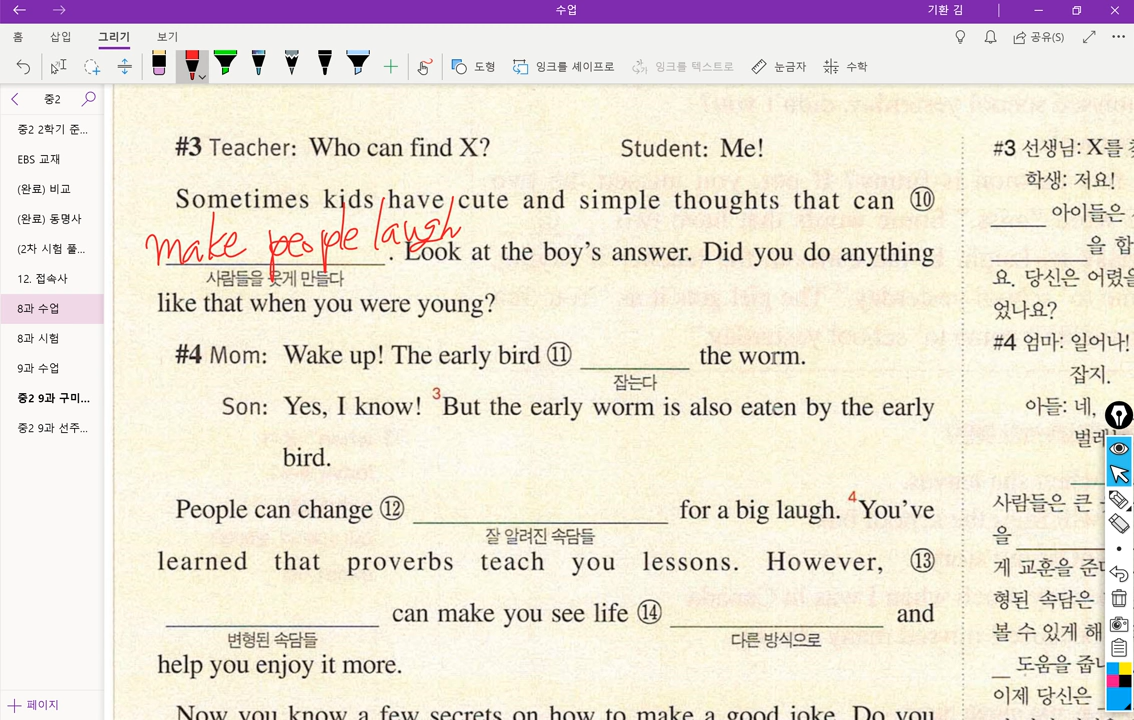 수업
기환 김
홈 삽입 그리기 보기
공유(S)
도형 잉크를 셰이프로 잉크를 텍스트로 눈금자 수학
중2
중2 2학기 준...
EBS 교재
(완료) 비교
(완료) 동명사
(2차 시험 풀...
12. 접속사
8과 수업
8과 시험
9과 수업
중2 9과 구미...
중2 9과 선주...
페이지
#3 Teacher: Who can find X? Student: Me!
Sometimes kids have cute and simple thoughts that can ⑩
make people laugh . Look at the boy's answer. Did you do anything
사람들을 웃게 만들다
like that when you were young?
#4 Mom: Wake up! The early bird ⑪ the worm.
잡는다
Son: Yes, I know! 3But the early worm is also eaten by the early
bird.
People can change ⑫ for a big laugh. 4You've
잘 알려진 속담들
learned that proverbs teach you lessons. However, ⑬
can make you see life ⑭ and
변형된 속담들 다른 방식으로
help you enjoy it more.
Now you know a few secrets on how to make a good joke. Do you
#3 선생님: X를
학생: 저요!
아이들은
을 합
요. 당신은 어렸을
었나요?
#4 엄마: 일어나!
잡지.
아들: 네,
벌레
사람들은 큰
을
게 교훈을 준다
형된 속담은
볼 수 있게 해
도움을 줍니
이제 당신은